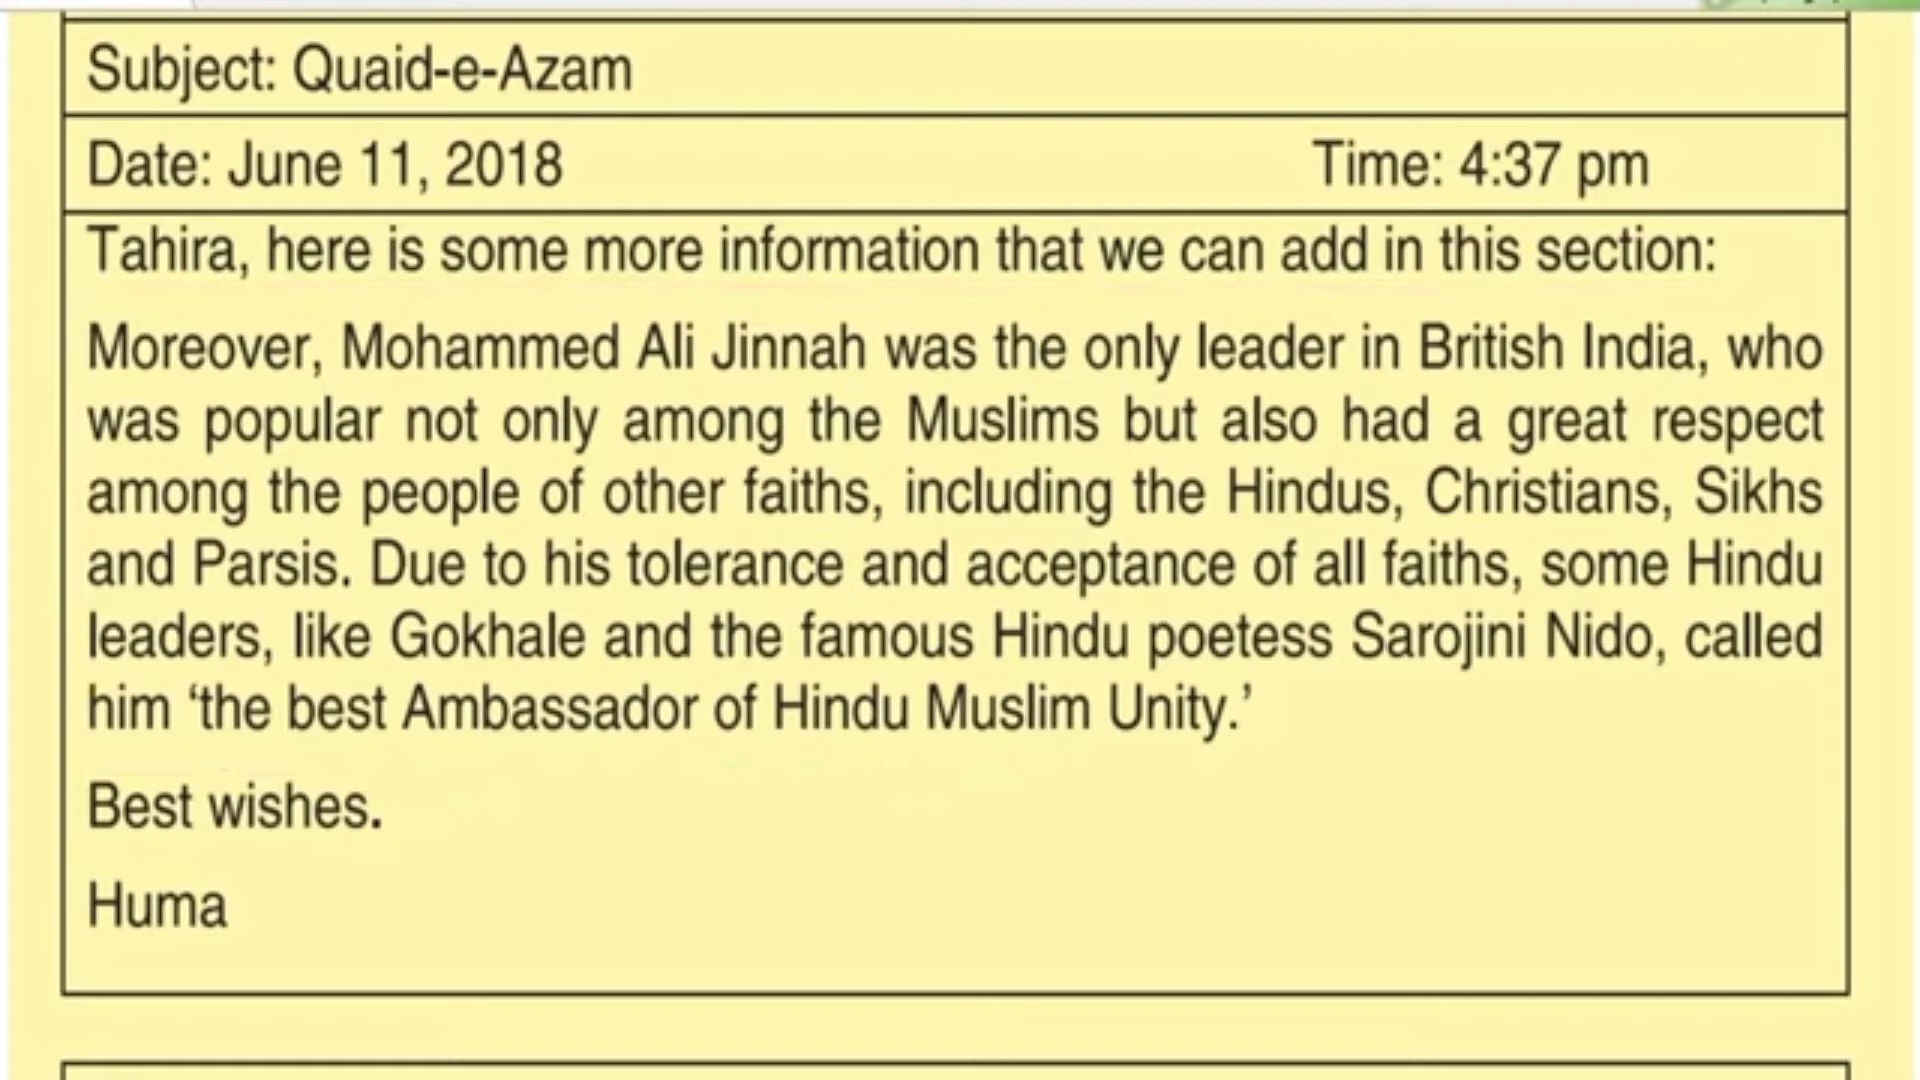 Subject: Quaid-e-Azam
Date: June 11, 2018 Time: 4:37 pm
Tahira, here is some more information that we can add in this section:
Moreover, Mohammed Ali Jinnah was the only leader in British India, who
was popular not only among the Muslims but also had a great respect
among the people of other faiths, including the Hindus, Christians, Sikhs
and Parsis. Due to his tolerance and acceptance of all faiths, some Hindu
leaders, like Gokhale and the famous Hindu poetess Sarojini Nido, called
him ‘the best Ambassador of Hindu Muslim Unity.’
Best wishes.
Huma